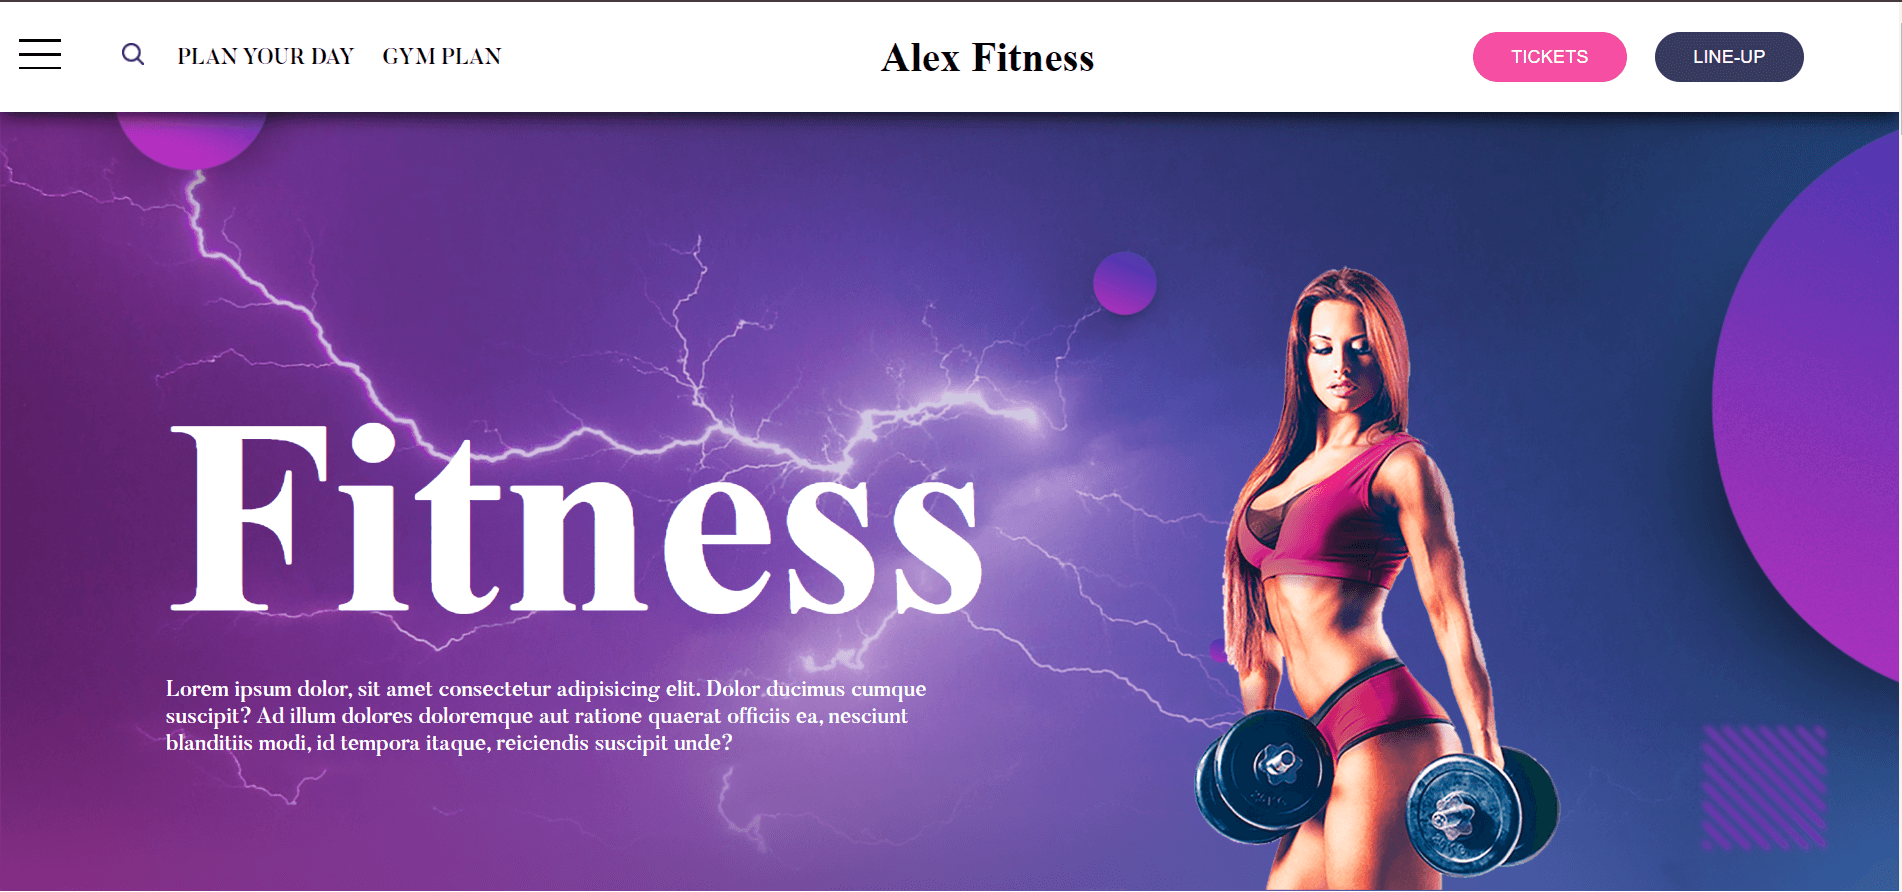 PLAN YOUR DAY
GYM PLAN
Alex Fitness
TICKETS
LINE-UP
Fitness
Lorem ipsum dolor, sit amet consectetur adipisicing elit. Dolor ducimus cumque
suscipit? Ad illum dolores doloremque aut ratione quaerat officiis ea, nesciunt
blanditiis modi, id tempora itaque, reiciendis suscipit unde?